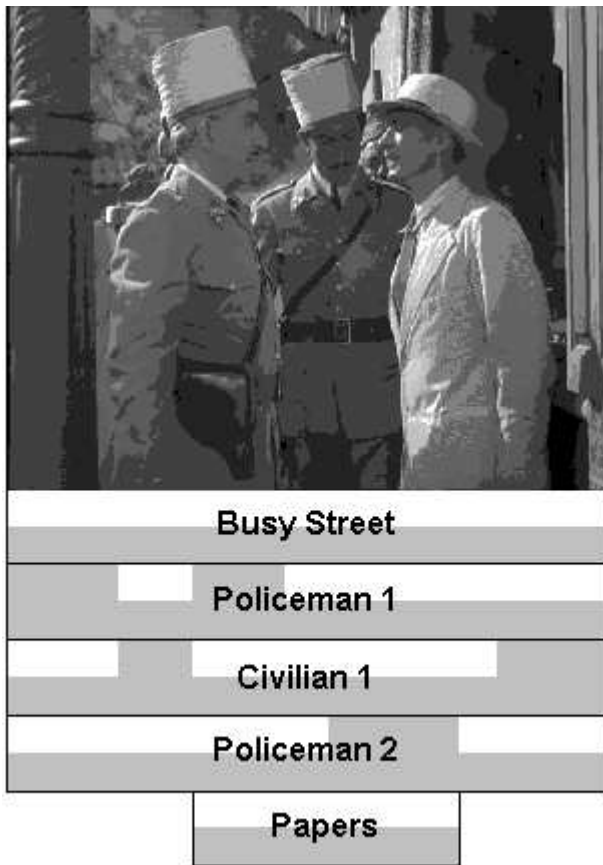 Busy Street
Policeman 1
Civilian 1
Policeman 2
Papers